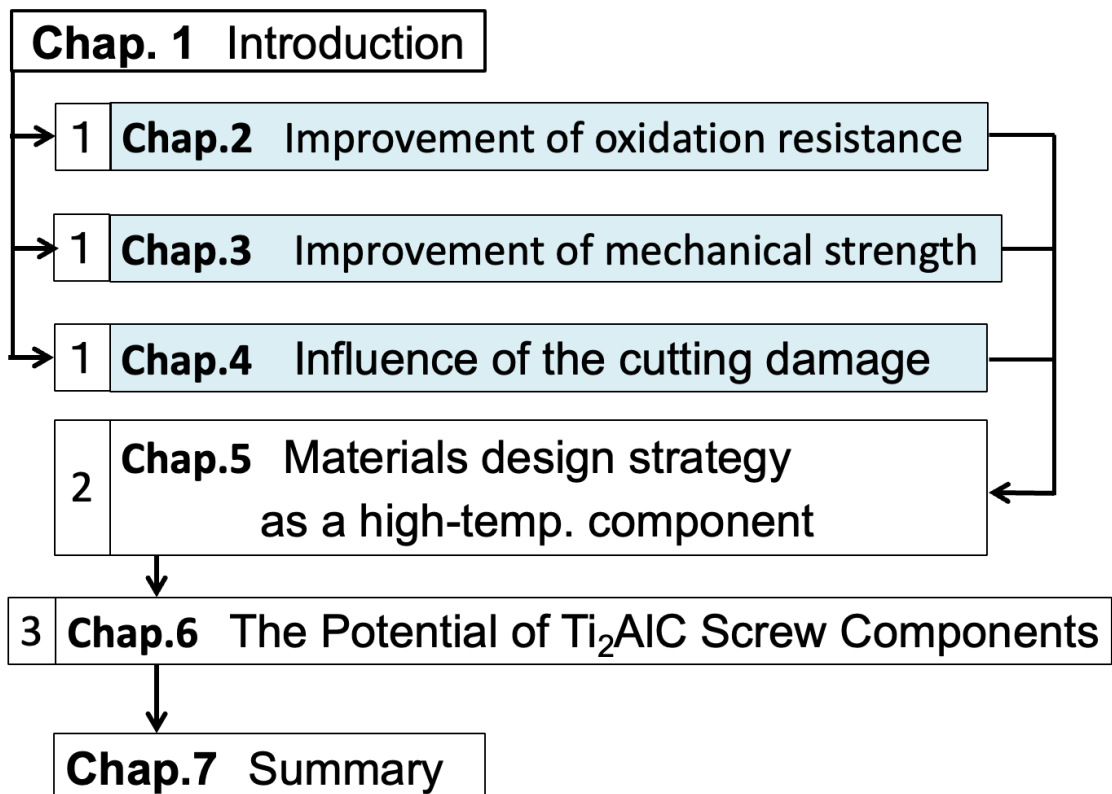 Chap. 1 Introduction
1 Chap.2 Improvement of oxidation resistance
1 Chap.3 Improvement of mechanical strength
1 Chap.4 Influence of the cutting damage
2 Chap.5 Materials design strategy
as a high-temp. component
3 Chap.6 The Potential of Ti₂AlC Screw Components
Chap.7 Summary